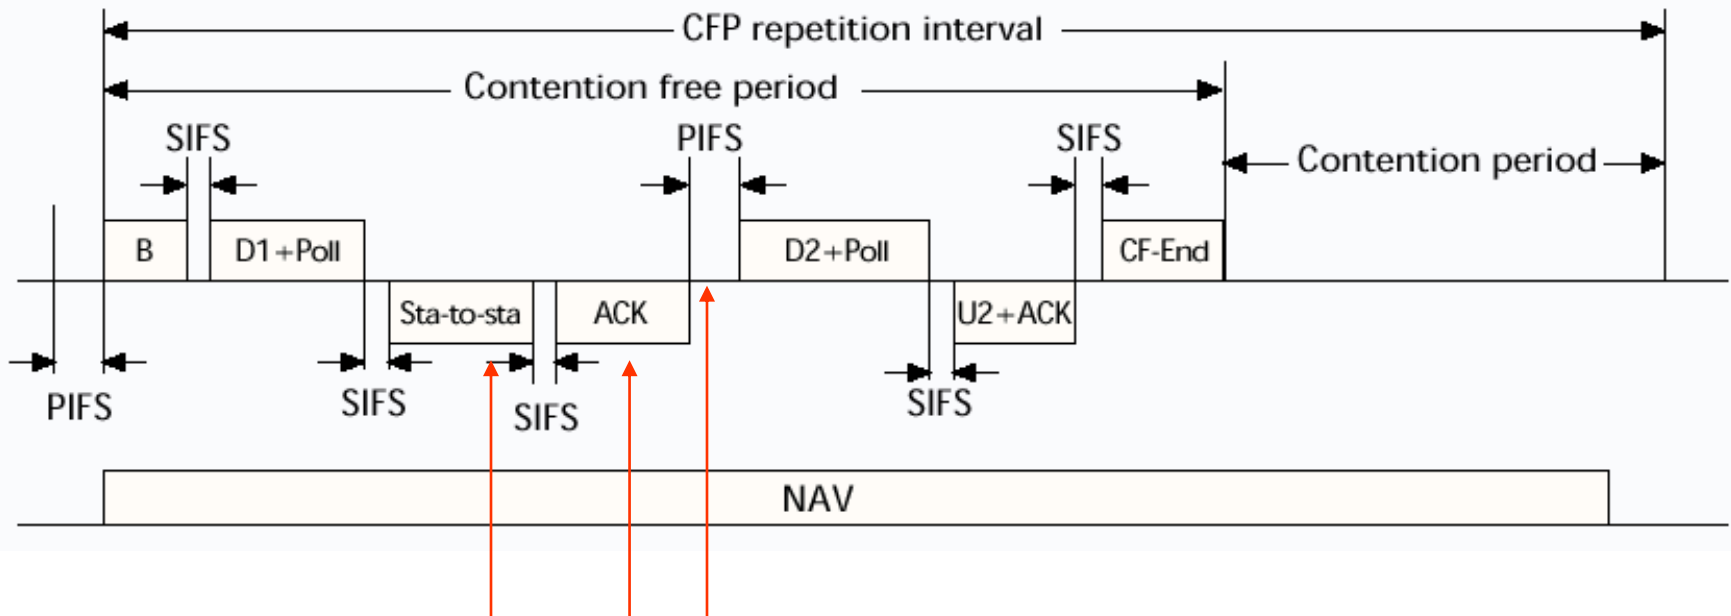 CFP repetition interval
Contention free period
SIFS
PIFS
SIFS
Contention period
B
D1+Poll
D2+Poll
CF-End
Sta-to-sta
ACK
U2+ACK
PIFS
SIFS
SIFS
SIFS
NAV